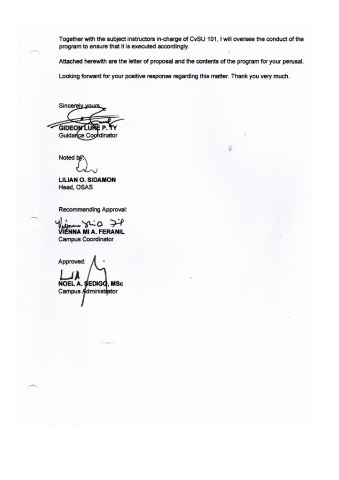 Together with the subject instructors in-charge of CvSU 101, I will oversee the conduct of the
program to ensure that it is executed accordingly.
Attached herewith are the letter of proposal and the contents of the program for your perusal.
Looking forward for your positive response regarding this matter. Thank you very much.
Sincerely yours,
GIDEON LUKE P. TY
Guidance Coordinator
Noted by:
LILIAN O. SIDAMON
Head, OSAS
Recommending Approval:
VIENNA MI A. FERANIL
Campus Coordinator
Approved:
NOEL A. SEDIGO, MSc
Campus Administrator